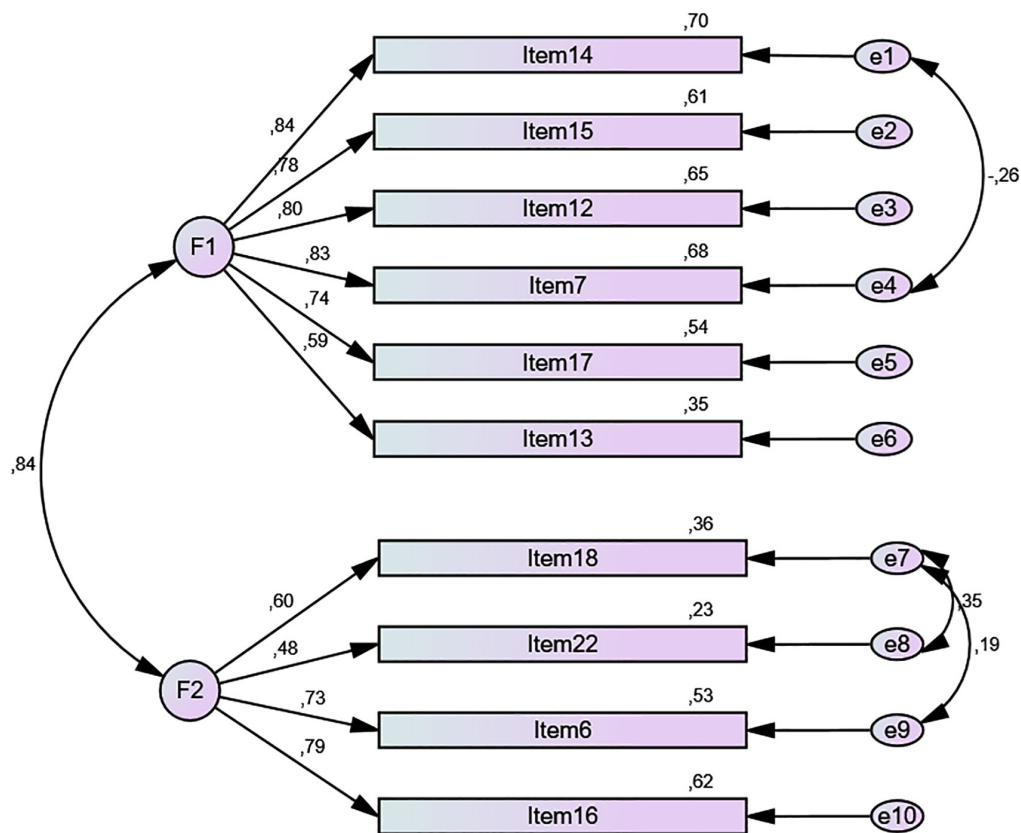 ,70
Item14
e1
,84
,61
Item15
e2
,78
,65
Item12
e3
-,26
,80
F1
,83
,68
Item7
e4
,74
,54
Item17
e5
,59
,35
Item13
e6
,84
,36
Item18
e7
,60
,35
,23
Item22
e8
,48
,19
F2
,73
,53
Item6
e9
,79
,62
Item16
e10